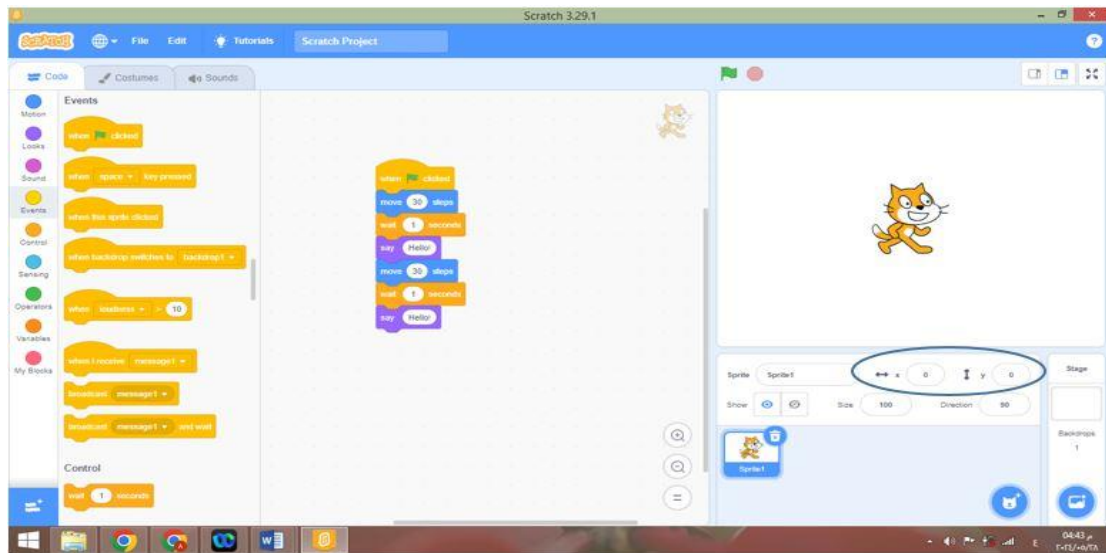 Scratch 3.29.1
SCRATCH File Edit Tutorials Scratch Project
Code Costumes Sounds
Motion
Looks
Sound
Events
Control
Sensing
Operators
Variables
My Blocks
Events
when clicked
when space key pressed
when this sprite clicked
when backdrop switches to backdrop1
when loudness > 10
when I receive message1
broadcast message1
broadcast message1 and wait
Control
wait 1 seconds
when clicked
move 30 steps
wait 1 seconds
say Hello!
move 30 steps
wait 1 seconds
say Hello!
Sprite Sprite1 x 0 y 0
Show Size 100 Direction 90
Sprite1
Stage
Backdrops
1
E 04:43 م
٢٠٢٤/٠٥/٢٨